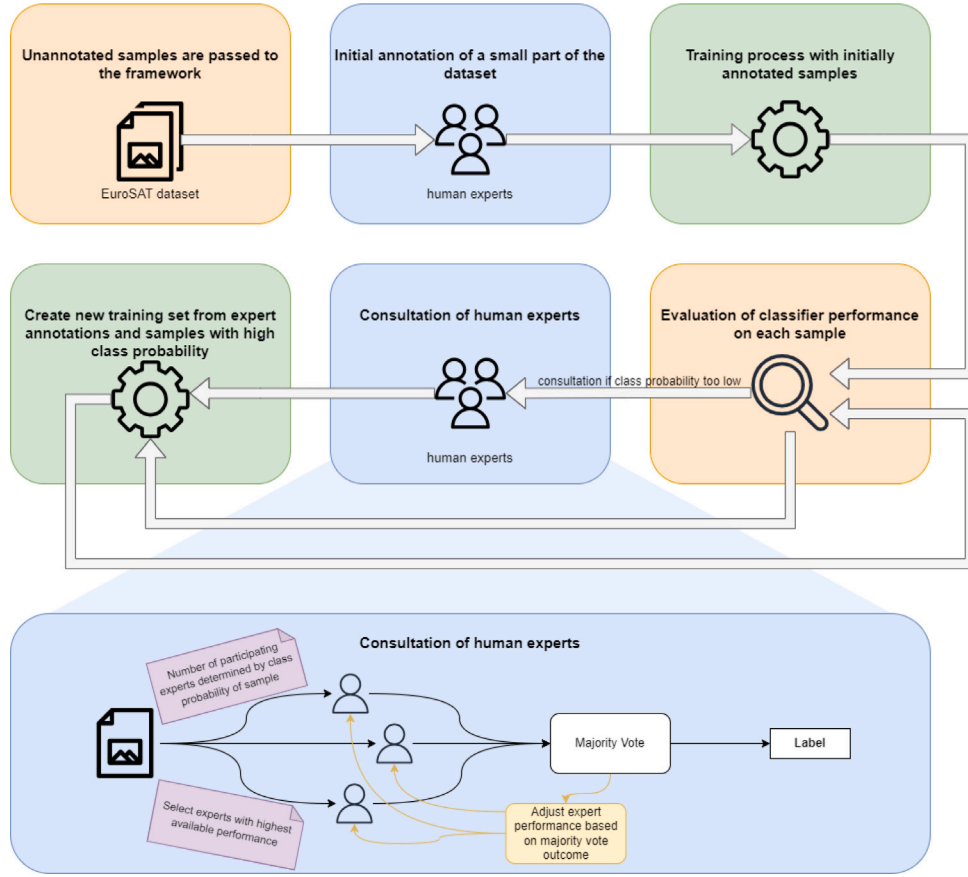 Unannotated samples are passed to
the framework
EuroSAT dataset
Initial annotation of a small part of the
dataset
human experts
Training process with initially
annotated samples
Create new training set from expert
annotations and samples with high
class probability
Consultation of human experts
human experts
Evaluation of classifier performance
on each sample
consultation if class probability too low
Consultation of human experts
Number of participating
experts determined by class
probability of sample
Select experts with highest
available performance
Majority Vote
Label
Adjust expert
performance based
on majority vote
outcome